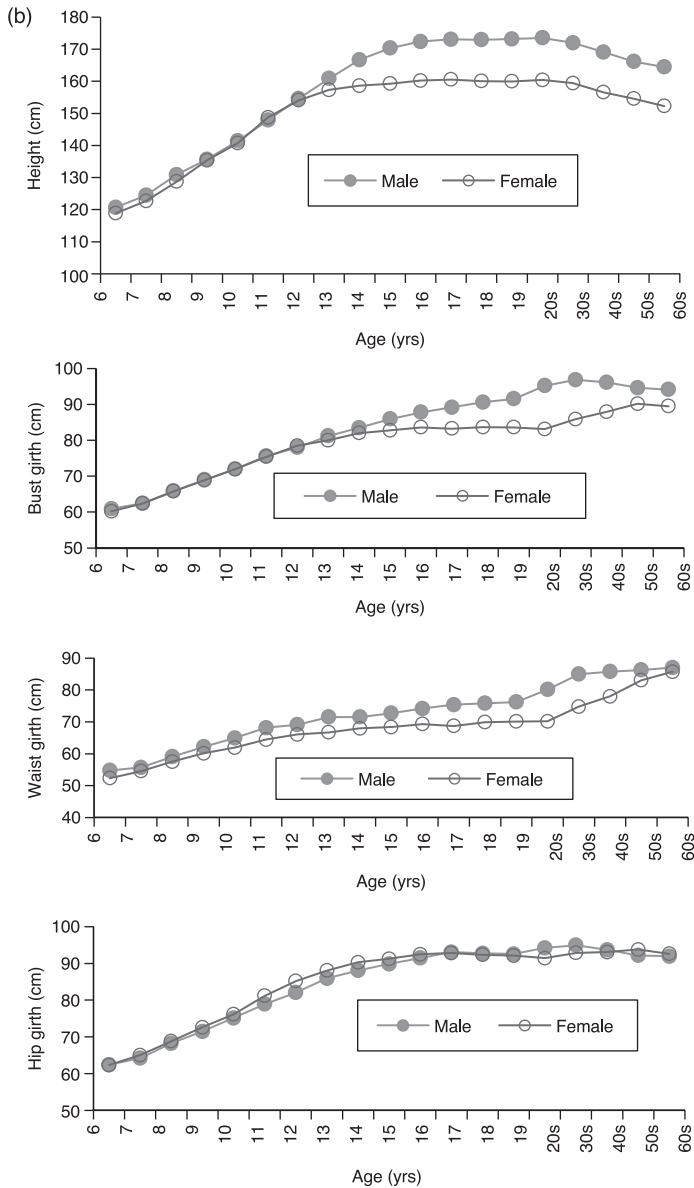 (b)
Height (cm)
180
170
160
150
140
130
120
110
100
Male Female
6 7 8 9 10 11 12 13 14 15 16 17 18 19 20s 30s 40s 50s 60s
Age (yrs)
Bust girth (cm)
100
90
80
70
60
50
Male Female
6 7 8 9 10 11 12 13 14 15 16 17 18 19 20s 30s 40s 50s 60s
Age (yrs)
Waist girth (cm)
90
80
70
60
50
40
Male Female
6 7 8 9 10 11 12 13 14 15 16 17 18 19 20s 30s 40s 50s 60s
Age (yrs)
Hip girth (cm)
100
90
80
70
60
50
Male Female
6 7 8 9 10 11 12 13 14 15 16 17 18 19 20s 30s 40s 50s 60s
Age (yrs)